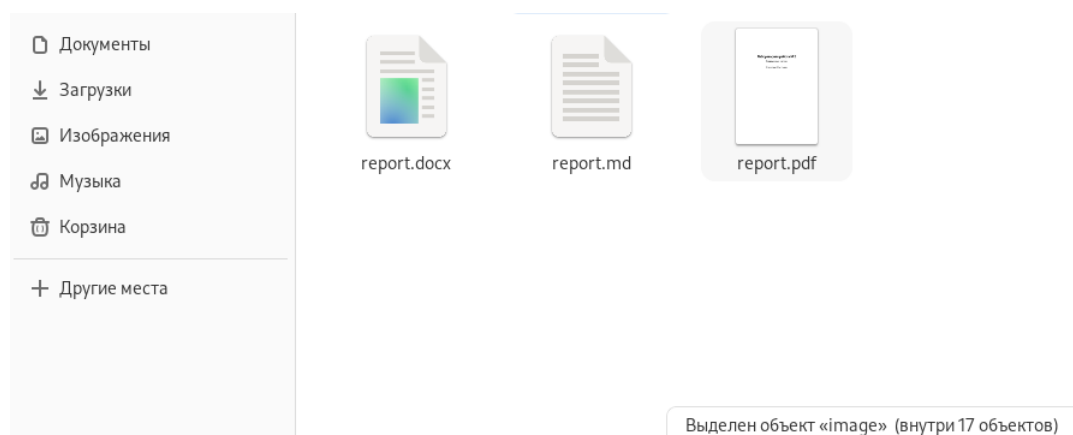 Документы
Загрузки
Изображения
Музыка
Корзина
Другие места
report.docx
report.md
report.pdf
Выделен объект «image» (внутри 17 объектов)